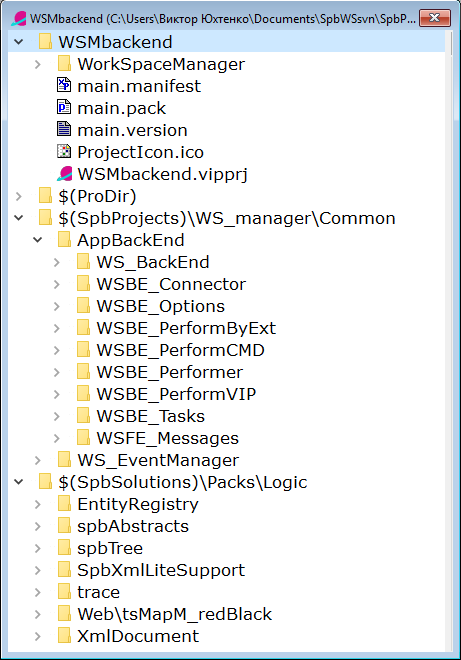 WSMbackend (C:\Users\Виктор Юхтенко\Documents\SpbWSsvn\SpbP...
WSMbackend
WorkSpaceManager
main.manifest
main.pack
main.version
ProjectIcon.ico
WSMbackend.vipprj
$(ProDir)
$(SpbProjects)\WS_manager\Common
AppBackEnd
WS_BackEnd
WSBE_Connector
WSBE_Options
WSBE_PerformByExt
WSBE_PerformCMD
WSBE_Performer
WSBE_PerformVIP
WSBE_Tasks
WSFE_Messages
WS_EventManager
$(SpbSolutions)\Packs\Logic
EntityRegistry
spbAbstracts
spbTree
SpbXmlLiteSupport
trace
Web\tsMapM_redBlack
XmlDocument